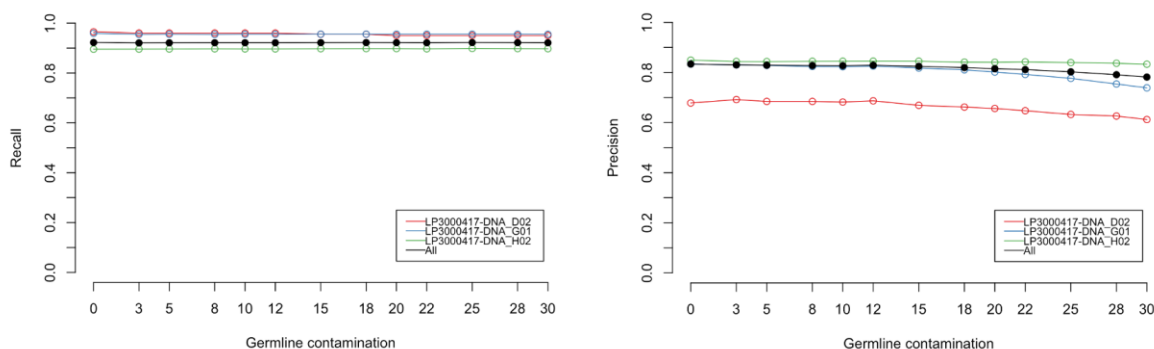 Recall
1.0
0.8
0.6
0.4
0.2
0.0
LP3000417-DNA_D02
LP3000417-DNA_G01
LP3000417-DNA_H02
All
0 3 5 8 10 12 15 18 20 22 25 28 30
Germline contamination
Precision
1.0
0.8
0.6
0.4
0.2
0.0
LP3000417-DNA_D02
LP3000417-DNA_G01
LP3000417-DNA_H02
All
0 3 5 8 10 12 15 18 20 22 25 28 30
Germline contamination